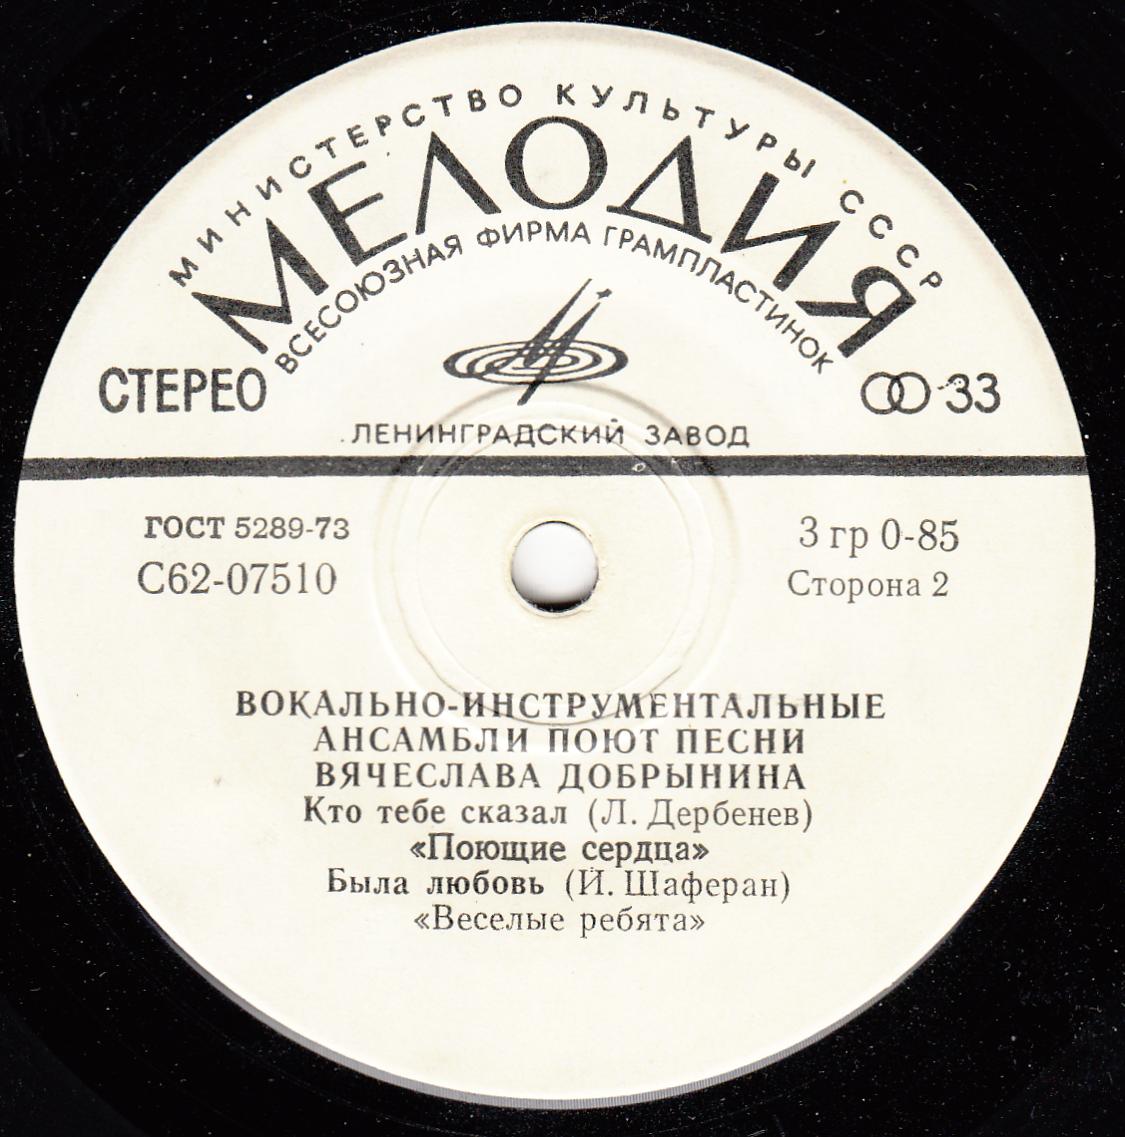 МИНИСТЕРСТВО КУЛЬТУРЫ СССР
МЕЛОДИЯ
ВСЕСОЮЗНАЯ ФИРМА ГРАМПЛАСТИНОК
СТЕРЕО
33
ЛЕНИНГРАДСКИЙ ЗАВОД
ГОСТ 5289-73
3 гр 0-85
С62-07510
Сторона 2
ВОКАЛЬНО-ИНСТРУМЕНТАЛЬНЫЕ
АНСАМБЛИ ПОЮТ ПЕСНИ
ВЯЧЕСЛАВА ДОБРЫНИНА
Кто тебе сказал (Л. Дербенев)
«Поющие сердца»
Была любовь (И. Шаферан)
«Веселые ребята»